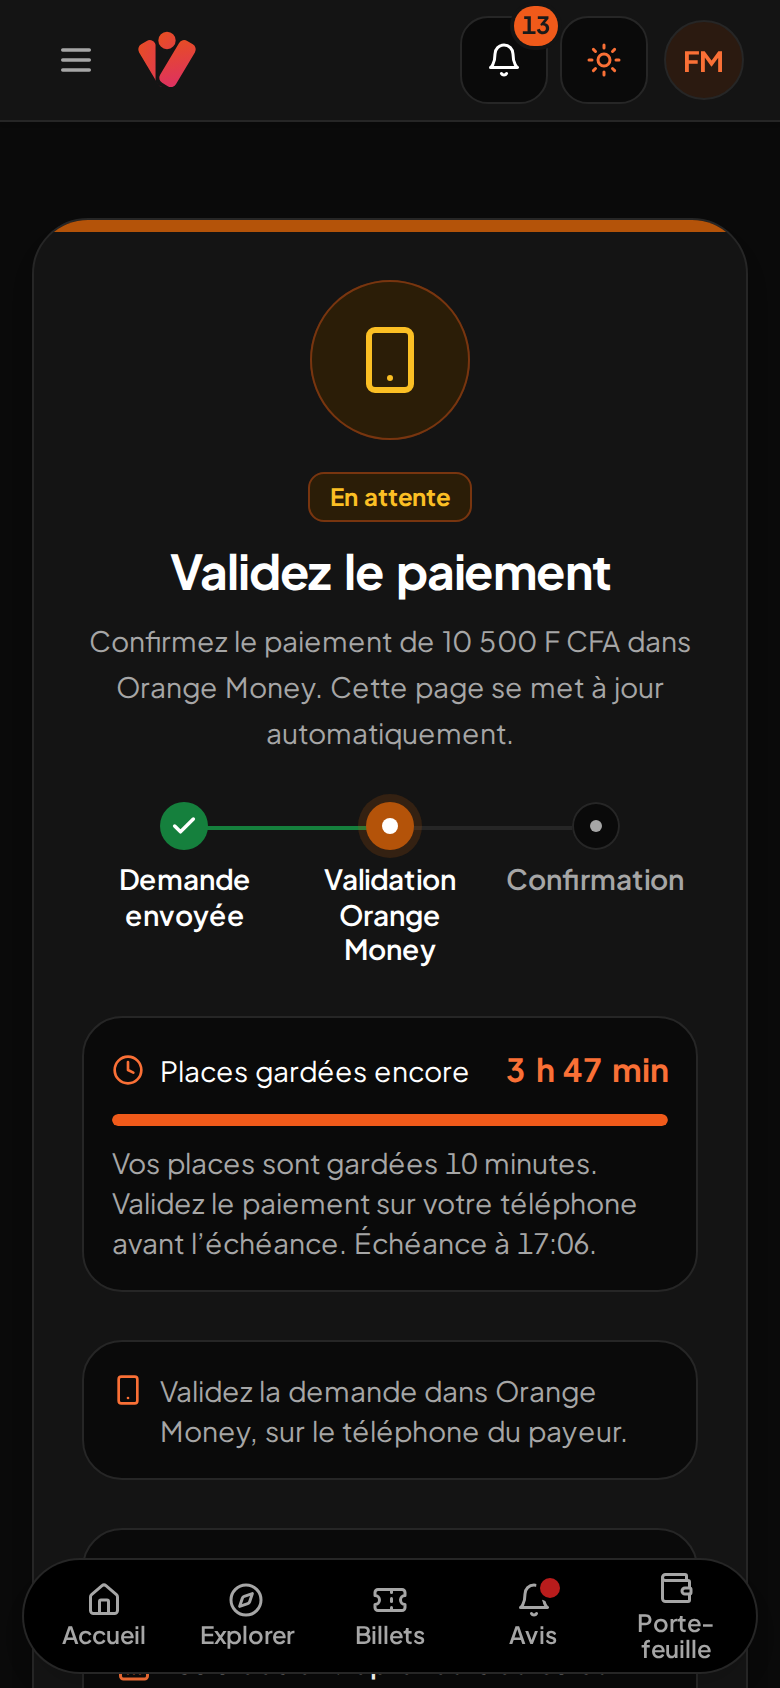 13
FM
En attente
Validez le paiement
Confirmez le paiement de 10 500 F CFA dans
Orange Money. Cette page se met à jour
automatiquement.
Demande
envoyée
Validation
Orange
Money
Confirmation
Places gardées encore 3 h 47 min
Vos places sont gardées 10 minutes.
Validez le paiement sur votre téléphone
avant l’échéance. Échéance à 17:06.
Validez la demande dans Orange
Money, sur le téléphone du payeur.
Accueil
Explorer
Billets
Avis
Porte-
feuille